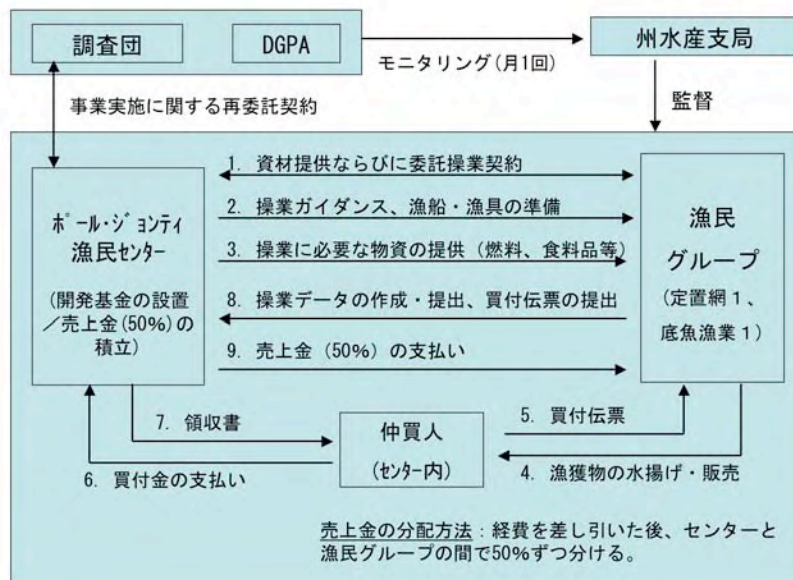 調査団
DGPA
モニタリング(月1回)
州水産支局
事業実施に関する再委託契約
監督
1. 資材提供ならびに委託操業契約
2. 操業ガイダンス、漁船・漁具の準備
3. 操業に必要な物資の提供（燃料、食料品等）
8. 操業データの作成・提出、買付伝票の提出
9. 売上金（50%）の支払い
ﾎﾟｰﾙ・ｼﾞｮﾝﾃｨ
漁民ｾﾝﾀｰ
(開発基金の設置
／売上金(50%)の
積立)
漁民
グループ
(定置網１、
底魚漁業１)
7. 領収書
6. 買付金の支払い
仲買人
(ｾﾝﾀｰ内)
5. 買付伝票
4. 漁獲物の水揚げ・販売
売上金の分配方法：経費を差し引いた後、センターと
漁民グループの間で50%ずつ分ける。